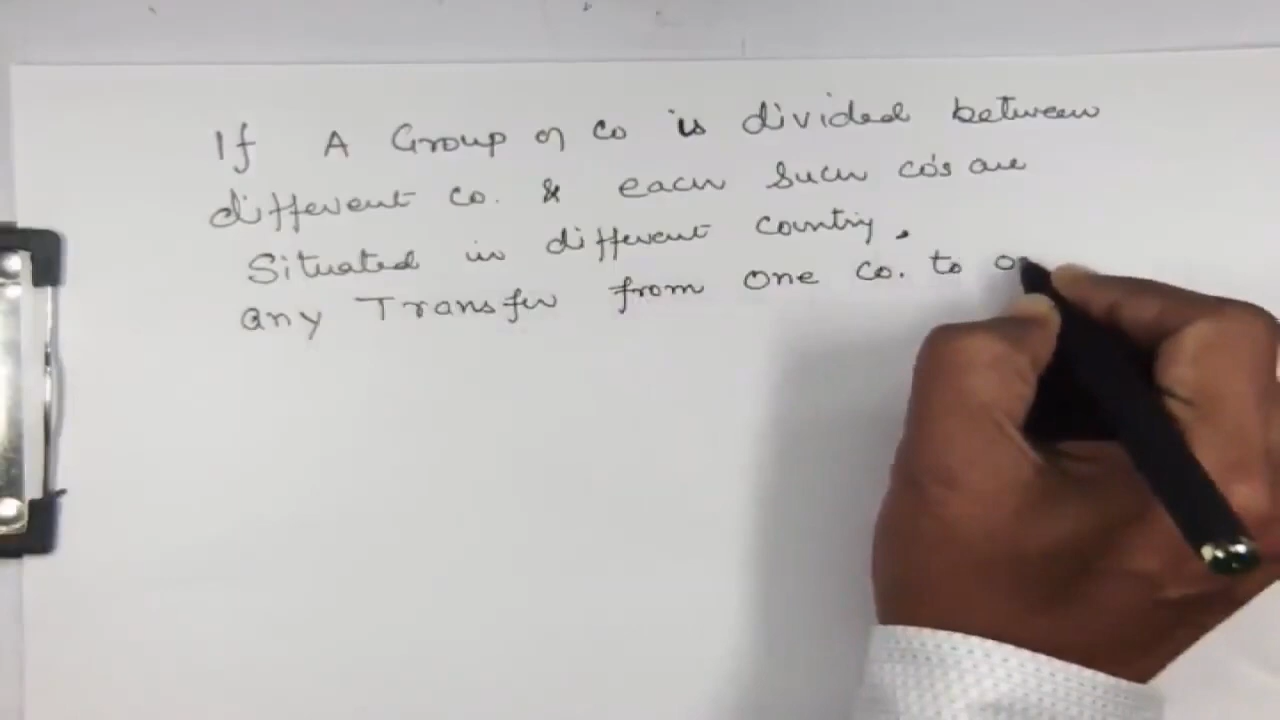 If A Group of co is divided between
different co. & each such co's are
Situated in different country.
any Transfer from one co. to